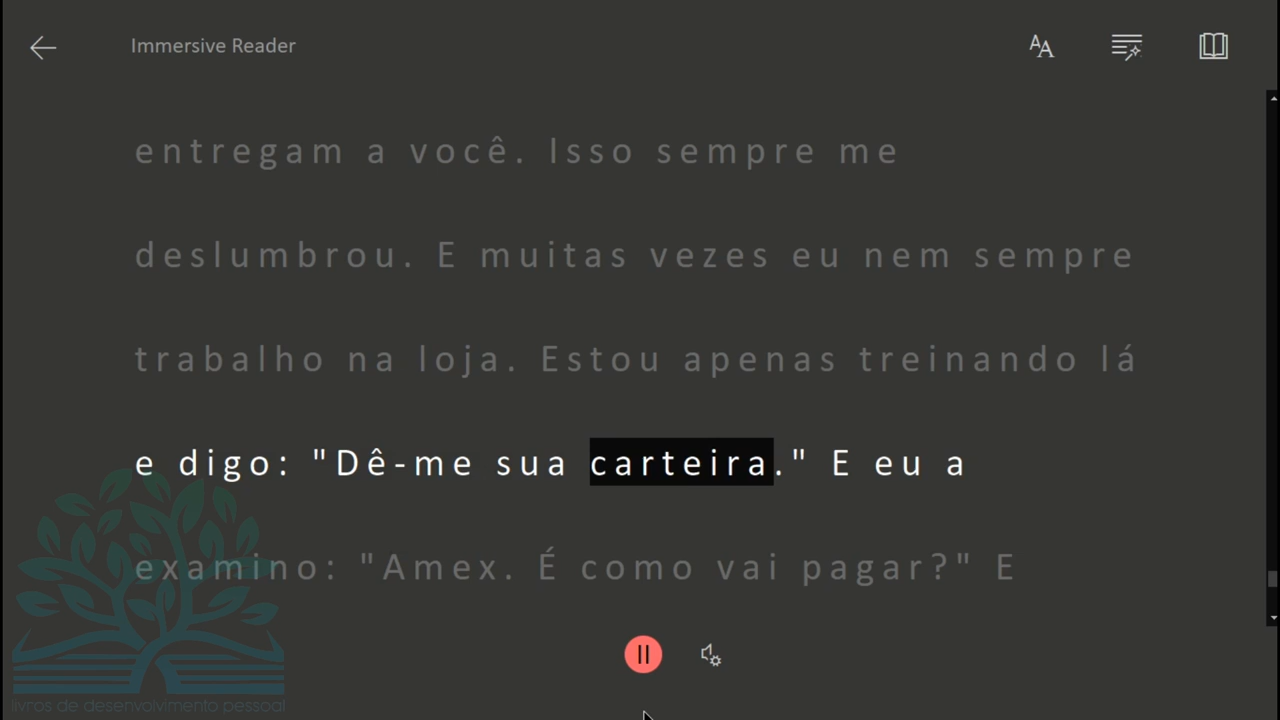 Immersive Reader
entregam a você. Isso sempre me
deslumbrou. E muitas vezes eu nem sempre
trabalho na loja. Estou apenas treinando lá
e digo: "Dê-me sua carteira." E eu a
examino: "Amex. É como vai pagar?" E
livros de desenvolvimento pessoal